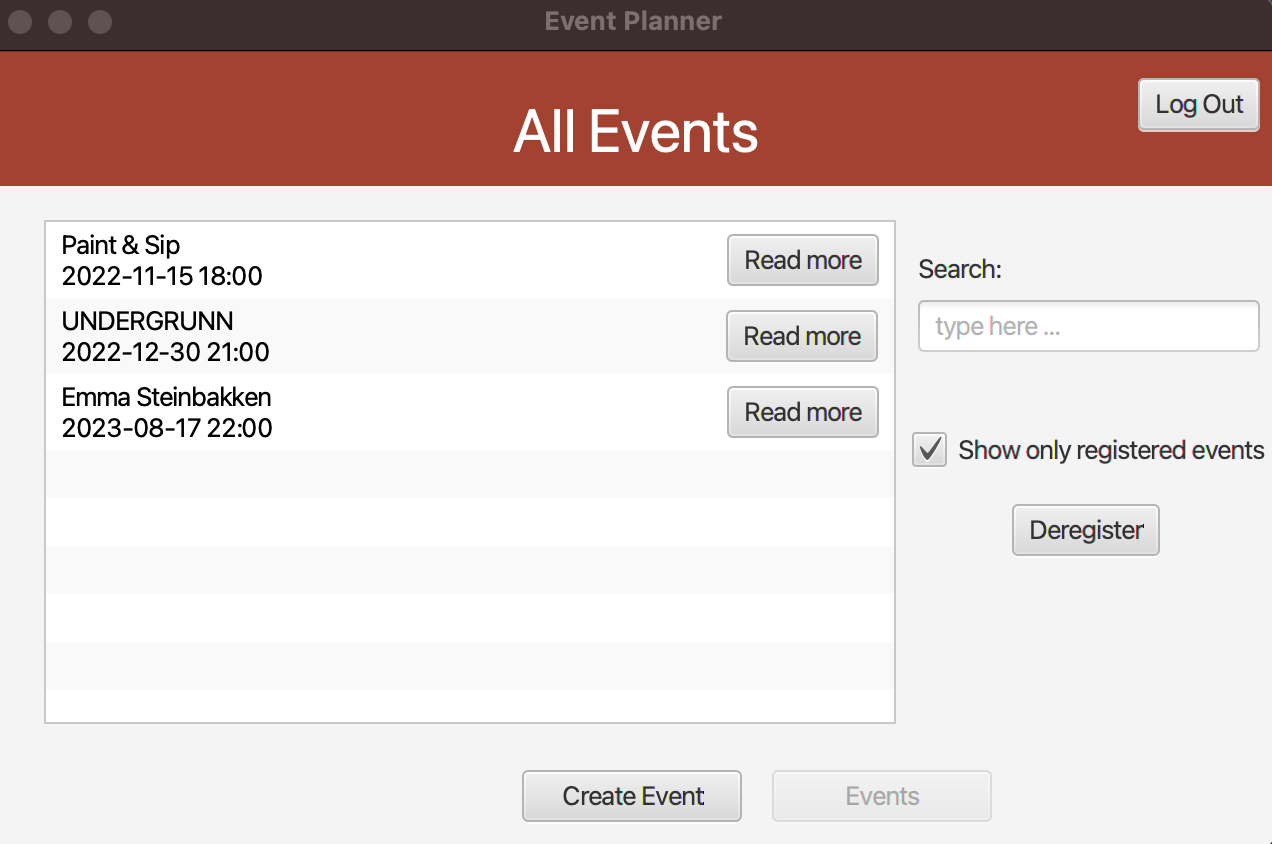 Event Planner
All Events
Log Out
Paint & Sip
2022-11-15 18:00
Read more
UNDERGRUNN
2022-12-30 21:00
Read more
Emma Steinbakken
2023-08-17 22:00
Read more
Search:
type here ...
Show only registered events
Deregister
Create Event
Events